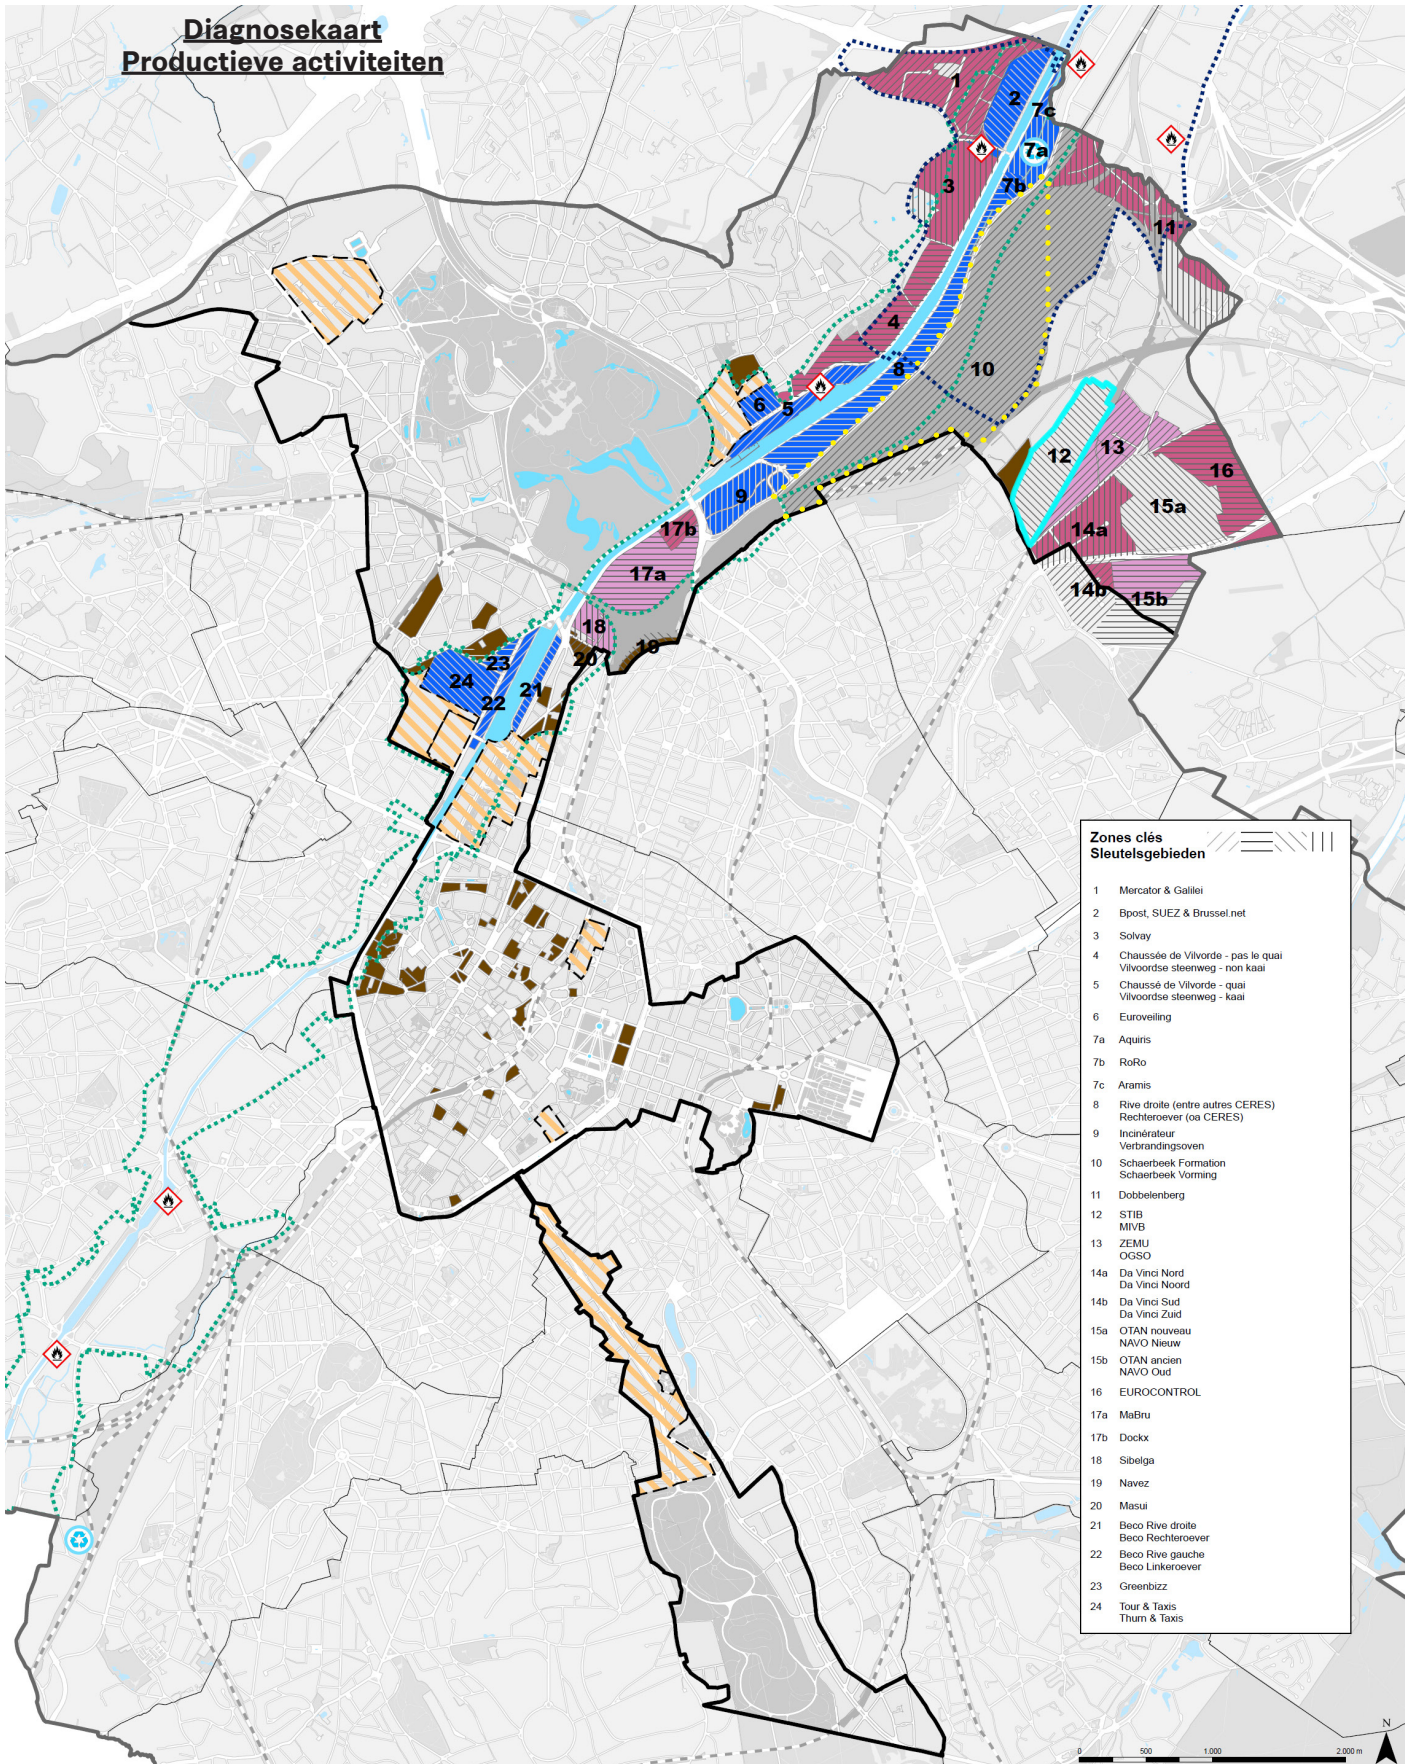 Diagnosekaart
Productieve activiteiten
1
2
7c
7a
3
7b
11
4
8
10
6
5
12
13
16
9
15a
17b
14a
17a
14b
15b
18
19
20
23
24
21
22
Zones clés
Sleutelsgebieden
1 Mercator & Galilei
2 Bpost, SUEZ & Brussel.net
3 Solvay
4 Chaussée de Vilvorde - pas le quai
Vilvoordse steenweg - non kaai
5 Chaussé de Vilvorde - quai
Vilvoordse steenweg - kaai
6 Euroveiling
7a Aquiris
7b RoRo
7c Aramis
8 Rive droite (entre autres CERES)
Rechteroever (oa CERES)
9 Incinérateur
Verbrandingsoven
10 Schaerbeek Formation
Schaerbeek Vorming
11 Dobbelenberg
12 STIB
MIVB
13 ZEMU
OGSO
14a Da Vinci Nord
Da Vinci Noord
14b Da Vinci Sud
Da Vinci Zuid
15a OTAN nouveau
NAVO Nieuw
15b OTAN ancien
NAVO Oud
16 EUROCONTROL
17a MaBru
17b Dockx
18 Sibelga
19 Navez
20 Masui
21 Beco Rive droite
Beco Rechteroever
22 Beco Rive gauche
Beco Linkeroever
23 Greenbizz
24 Tour & Taxis
Thurn & Taxis
N
0 500 1.000 2.000 m